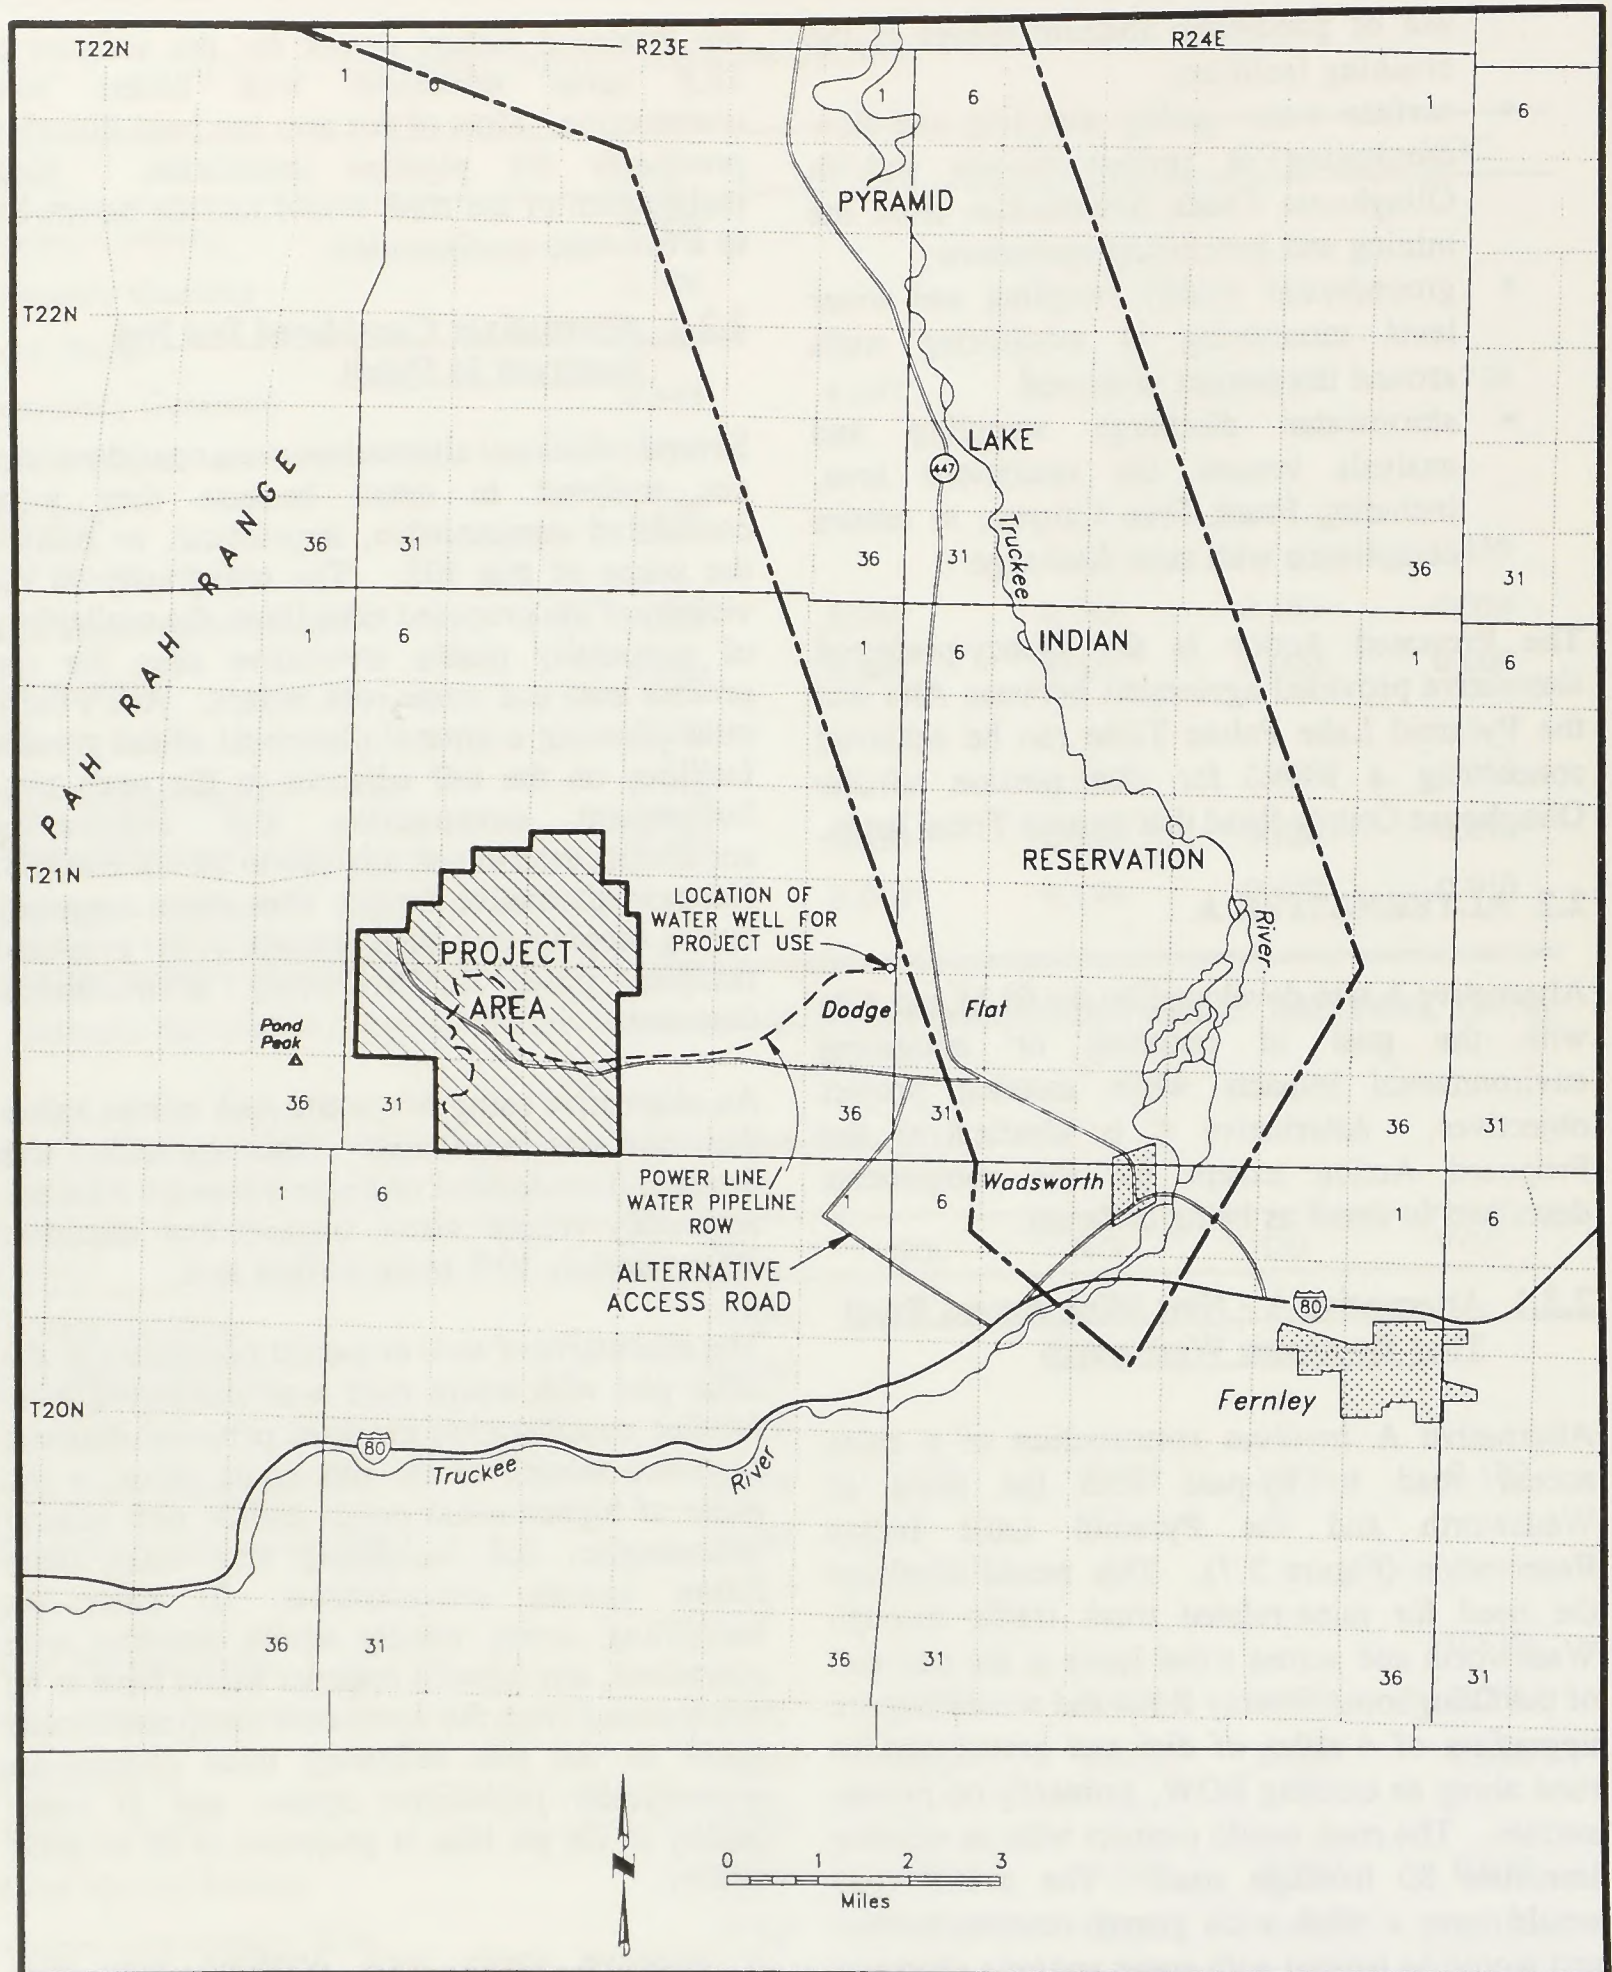 T22N
R23E
R24E
1
6
1
6
1
6
PYRAMID
T22N
LAKE
447
PAH RAH RANGE
36
31
36
31
Truckee
36
31
1
6
1
6
INDIAN
1
6
RESERVATION
T21N
LOCATION OF
WATER WELL FOR
PROJECT USE
PROJECT
AREA
River
Dodge
Flat
Pond
Peak
36
31
36
31
36
31
POWER LINE/
WATER PIPELINE
ROW
Wadsworth
1
6
1
6
1
6
ALTERNATIVE
ACCESS ROAD
80
Fernley
T20N
80
Truckee
River
36
31
36
31
36
31
N
0
1
2
3
Miles